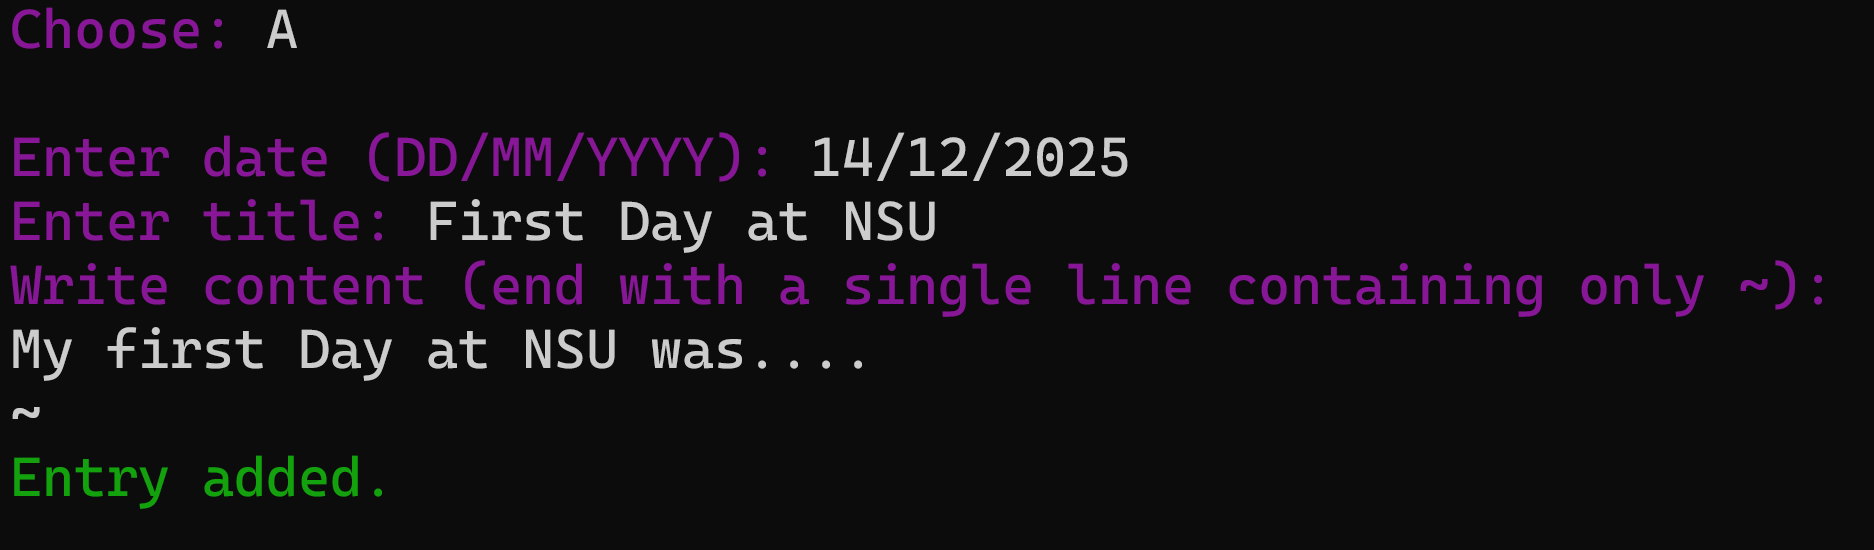 Choose: A
Enter date (DD/MM/YYYY): 14/12/2025
Enter title: First Day at NSU
Write content (end with a single line containing only ~):
My first Day at NSU was....
~
Entry added.